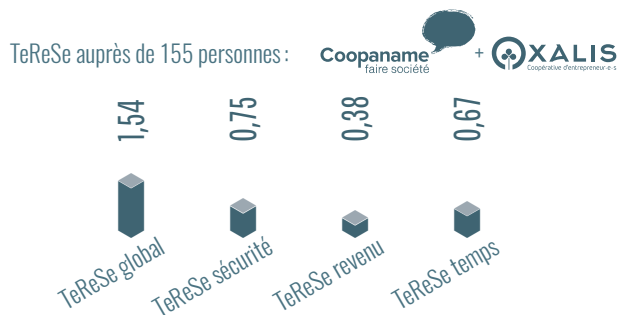 TeReSe auprès de 155 personnes :
Coopaname
faire société
+
OXALIS
Coopérative d'entrepreneur·e·s
1,54
0,75
0,38
0,67
TeReSe global
TeReSe sécurité
TeReSe revenu
TeReSe temps